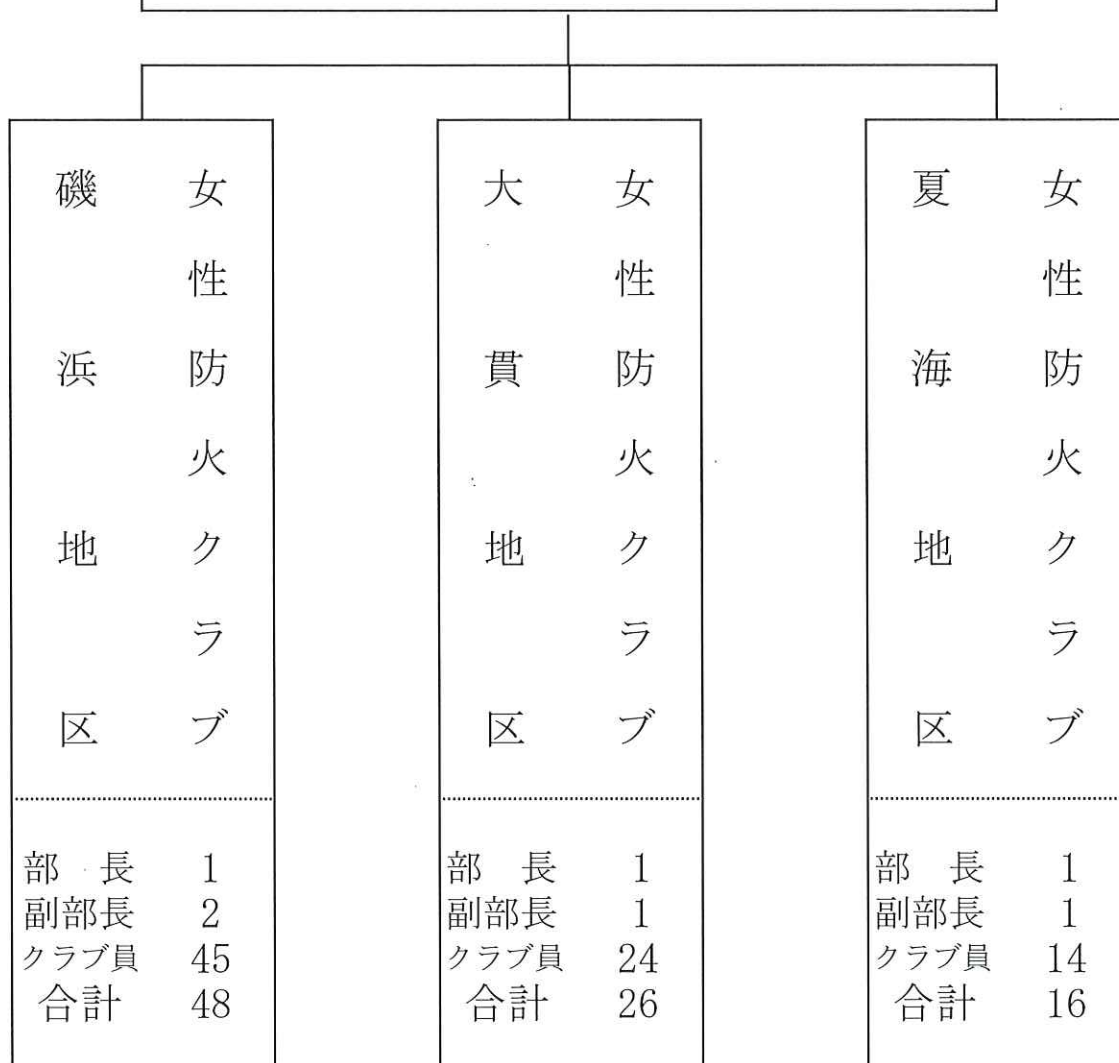 女性防火クラブ
磯浜地区
部　長　1
副部長　2
クラブ員　45
合計　48
女性防火クラブ
大貫地区
部　長　1
副部長　1
クラブ員　24
合計　26
女性防火クラブ
夏海地区
部　長　1
副部長　1
クラブ員　14
合計　16